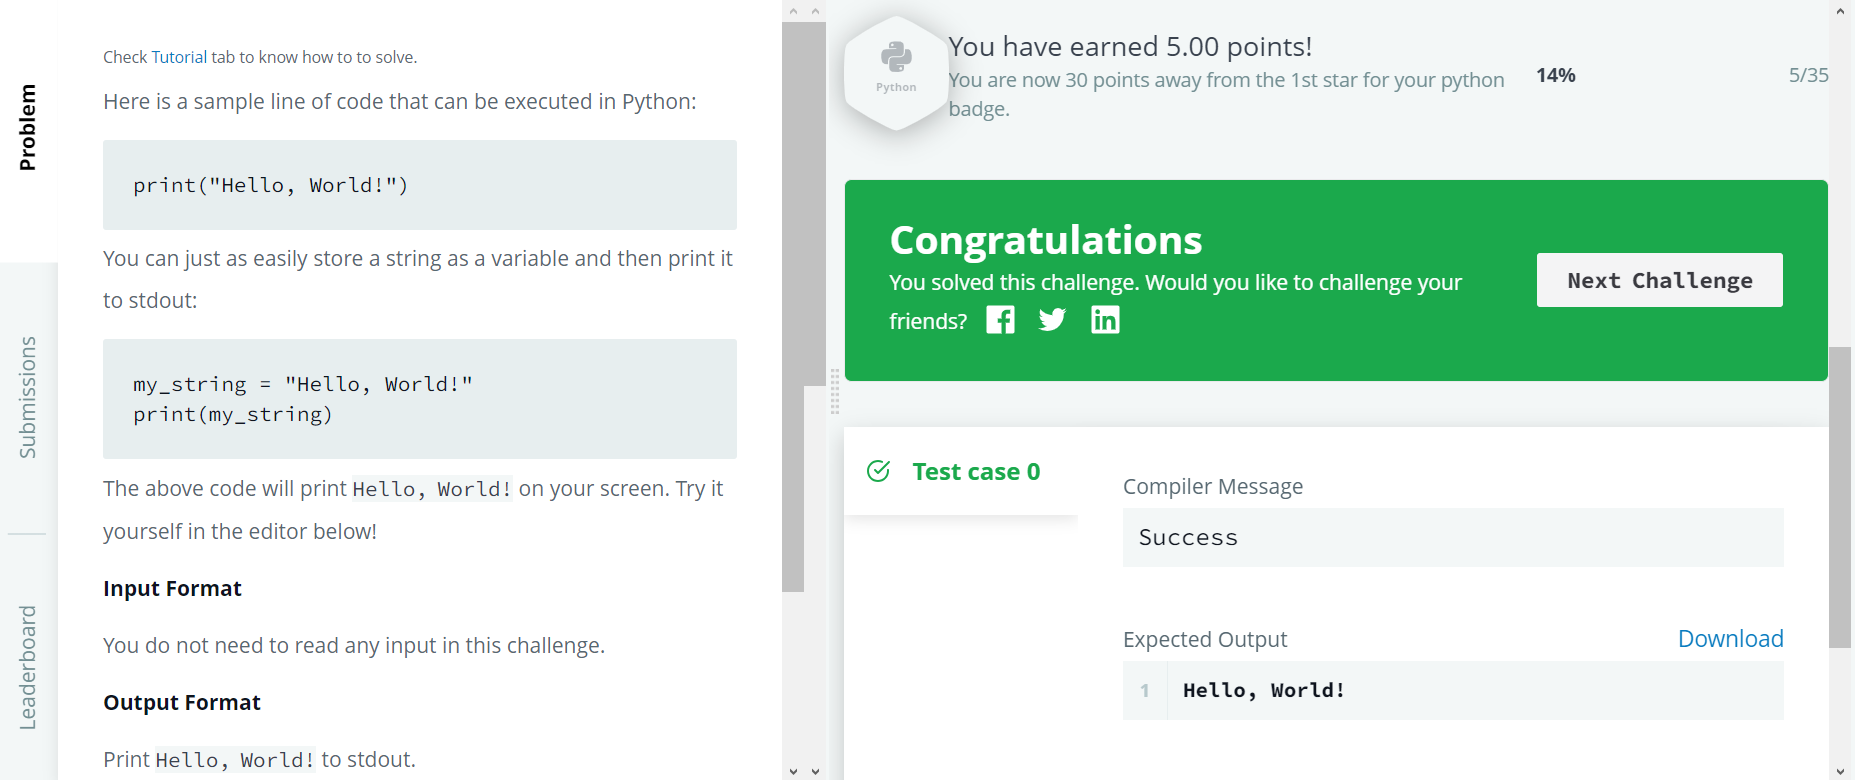 Problem
Submissions
Leaderboard
Check Tutorial tab to know how to to solve.
Here is a sample line of code that can be executed in Python:
print("Hello, World!")
You can just as easily store a string as a variable and then print it
to stdout:
my_string = "Hello, World!"
print(my_string)
The above code will print Hello, World! on your screen. Try it
yourself in the editor below!
Input Format
You do not need to read any input in this challenge.
Output Format
Print Hello, World! to stdout.
Python
You have earned 5.00 points!
You are now 30 points away from the 1st star for your python
badge.
14%
5/35
Congratulations
You solved this challenge. Would you like to challenge your
friends?
Next Challenge
Test case 0
Compiler Message
Success
Expected Output
Download
1 Hello, World!